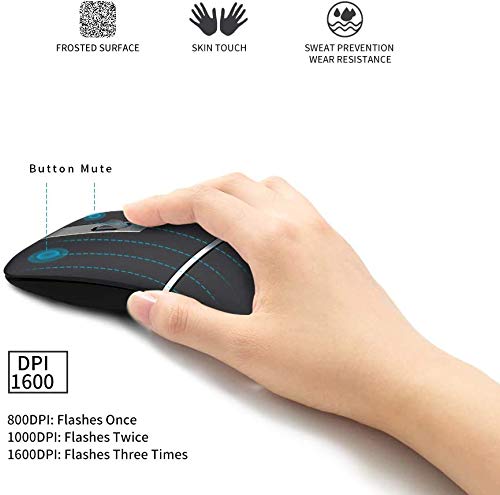 FROSTED SURFACE
SKIN TOUCH
SWEAT PREVENTION
WEAR RESISTANCE
Button Mute
DPI
1600
800DPI: Flashes Once
1000DPI: Flashes Twice
1600DPI: Flashes Three Times